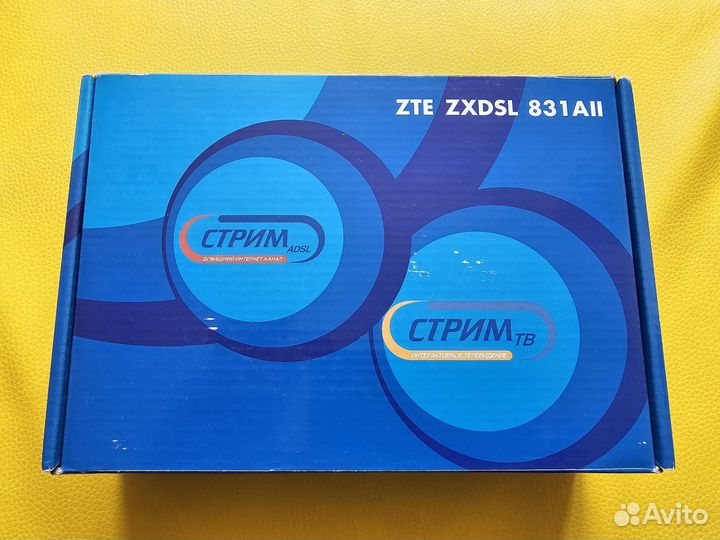 ZTE ZXDSL 831AII
СТРИМ ADSL
ДОМАШНИЙ ИНТЕРНЕТ-КАНАЛ
СТРИМ ТВ
ИНТЕРАКТИВНОЕ ТЕЛЕВИДЕНИЕ
Avito